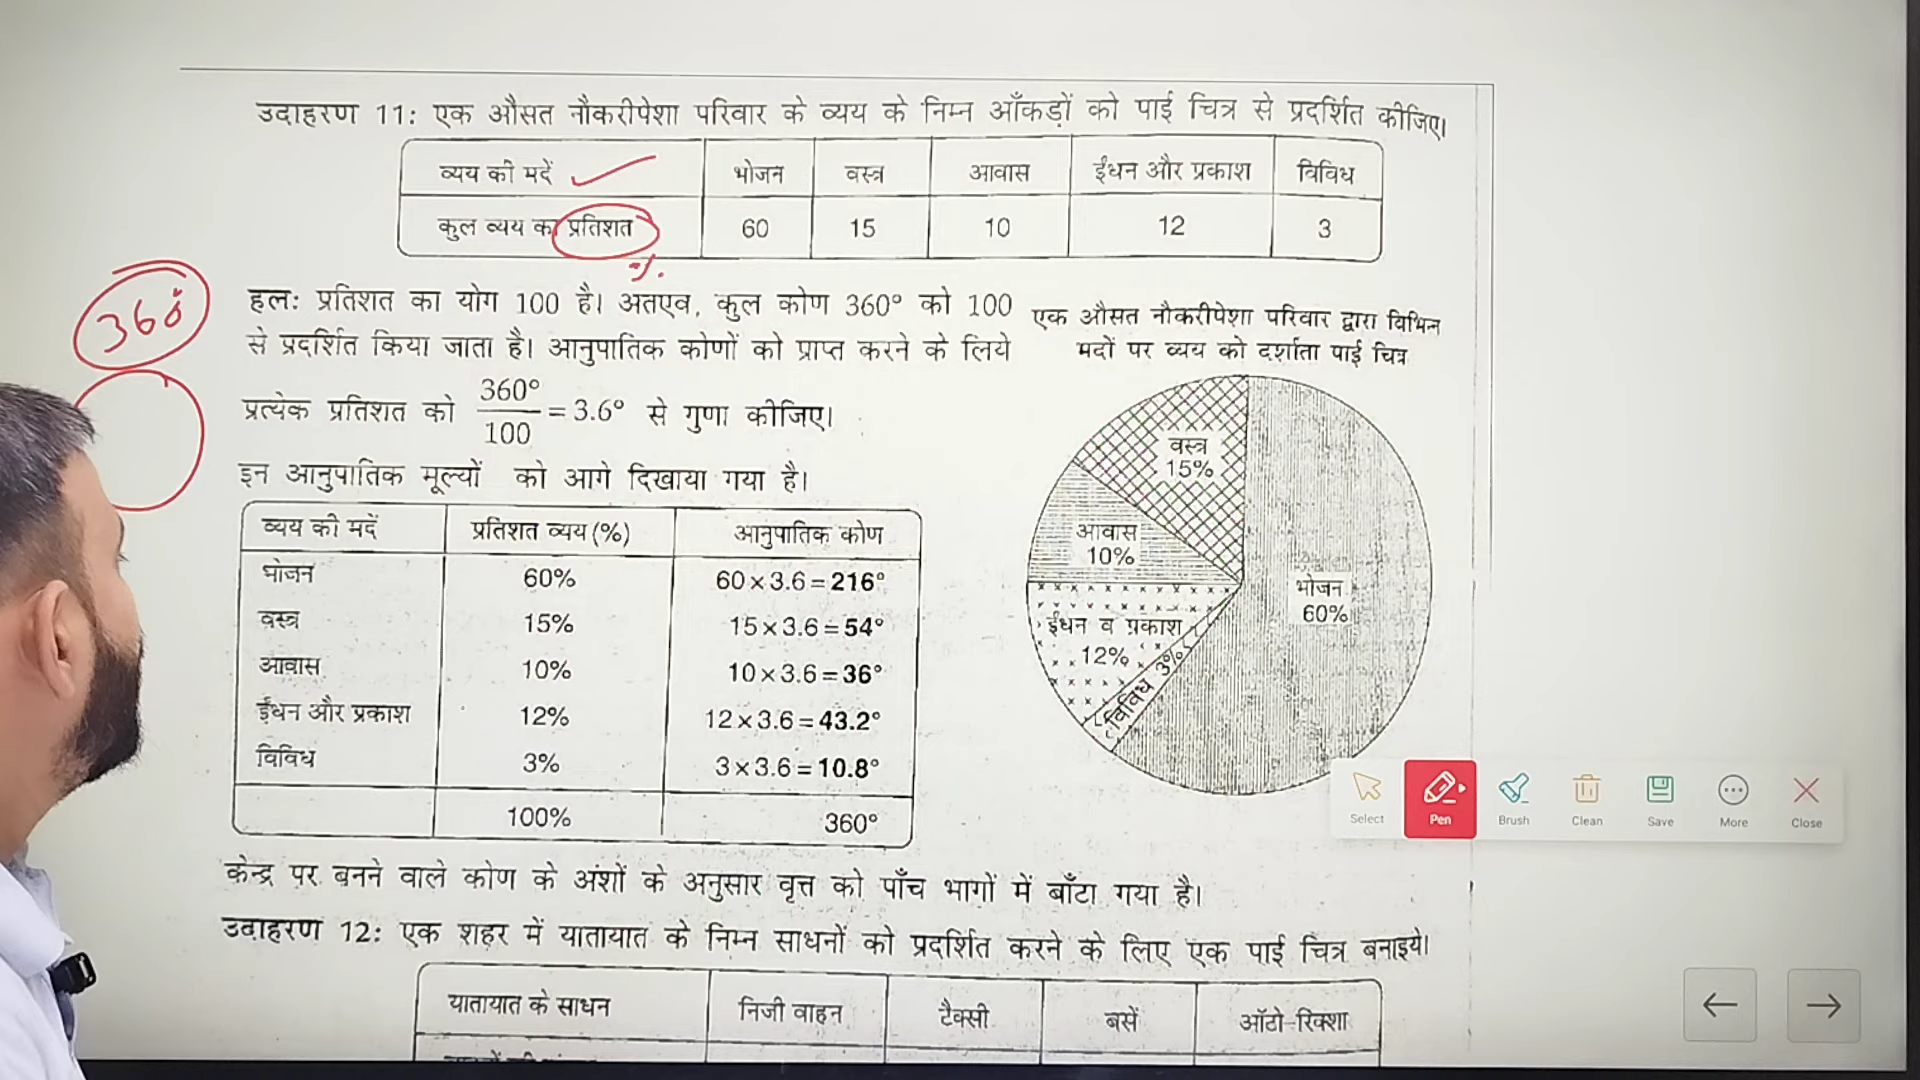 उदाहरण 11: एक औसत नौकरीपेशा परिवार के व्यय के निम्न आँकड़ों को पाई चित्र से प्रदर्शित कीजिए।
व्यय की मदें भोजन वस्त्र आवास ईंधन और प्रकाश विविध
कुल व्यय का प्रतिशत 60 15 10 12 3
%.
360°
हलः प्रतिशत का योग 100 है। अतएव, कुल कोण 360° को 100
से प्रदर्शित किया जाता है। आनुपातिक कोणों को प्राप्त करने के लिये
प्रत्येक प्रतिशत को 360°/100 = 3.6° से गुणा कीजिए।
इन आनुपातिक मूल्यों को आगे दिखाया गया है।
व्यय की मदें प्रतिशत व्यय (%) आनुपातिक कोण
भोजन 60% 60 × 3.6 = 216°
वस्त्र 15% 15 × 3.6 = 54°
आवास 10% 10 × 3.6 = 36°
ईंधन और प्रकाश 12% 12 × 3.6 = 43.2°
विविध 3% 3 × 3.6 = 10.8°
100% 360°
एक औसत नौकरीपेशा परिवार द्वारा विभिन्न
मदों पर व्यय को दर्शाता पाई चित्र
वस्त्र
15%
आवास
10%
भोजन
60%
ईंधन व प्रकाश
12%
विविध 3%
Select Pen Brush Clean Save More Close
केन्द्र पर बनने वाले कोण के अंशों के अनुसार वृत्त को पाँच भागों में बाँटा गया है।
उदाहरण 12: एक शहर में यातायात के निम्न साधनों को प्रदर्शित करने के लिए एक पाई चित्र बनाइये।
यातायात के साधन निजी वाहन टैक्सी बसें ऑटो-रिक्शा